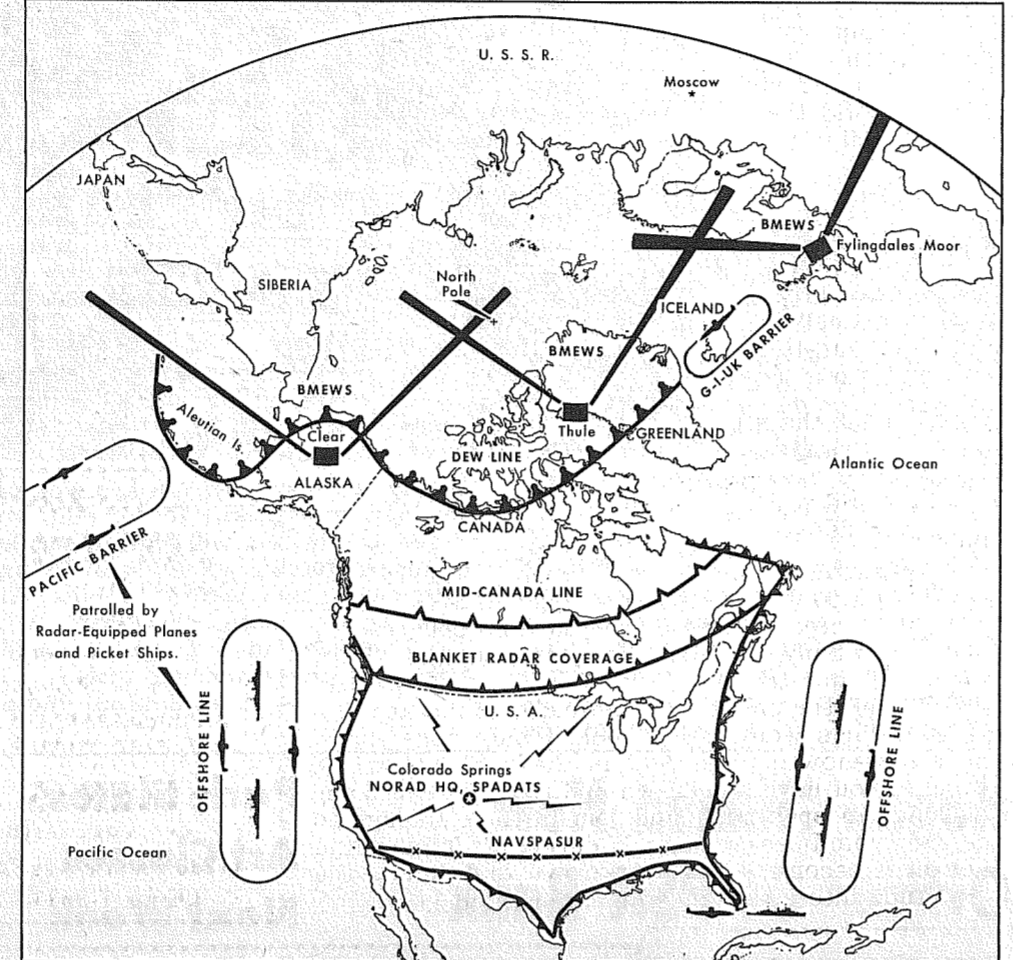 U. S. S. R.
Moscow
JAPAN
BMEWS
Fylingdales Moor
SIBERIA
North
Pole
ICELAND
G-I-UK BARRIER
BMEWS
BMEWS
Aleutian Is.
Clear
Thule
GREENLAND
DEW LINE
ALASKA
Atlantic Ocean
CANADA
PACIFIC BARRIER
MID-CANADA LINE
Patrolled by
Radar-Equipped Planes
and Picket Ships.
BLANKET RADAR COVERAGE
U. S. A.
OFFSHORE LINE
OFFSHORE LINE
Colorado Springs
NORAD HQ, SPADATS
NAVSPASUR
Pacific Ocean